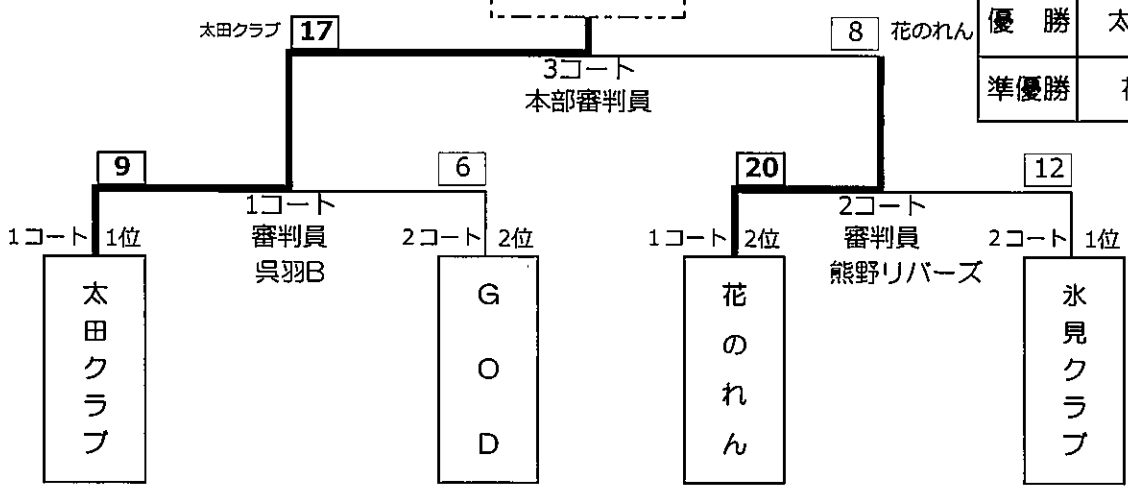 太田クラブ 17
8 花のれん
優勝 太
準優勝
3コート
本部審判員
9
6
20
12
1コート
審判員
呉羽B
2コート
審判員
熊野リバーズ
1コート 1位
2コート 2位
1コート 2位
2コート 1位
太田クラブ
GOD
花のれん
氷見クラブ